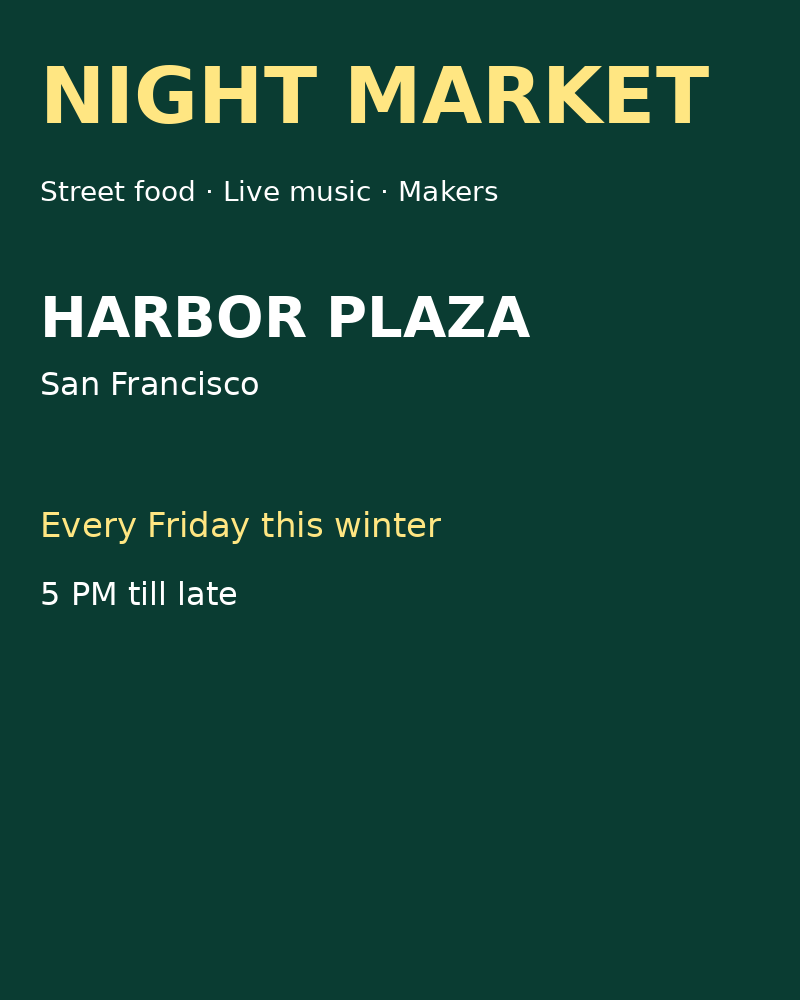 NIGHT MARKET
Street food · Live music · Makers
HARBOR PLAZA
San Francisco
Every Friday this winter
5 PM till late